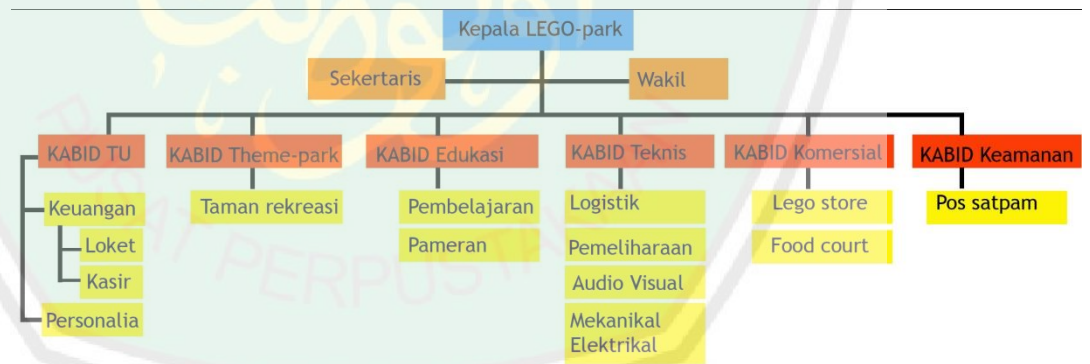 Kepala LEGO-park
Sekertaris
Wakil
KABID TU
KABID Theme-park
KABID Edukasi
KABID Teknis
KABID Komersial
KABID Keamanan
Keuangan
Loket
Kasir
Personalia
Taman rekreasi
Pembelajaran
Pameran
Logistik
Pemeliharaan
Audio Visual
Mekanikal
Elektrikal
Lego store
Food court
Pos satpam
PUSAT PERPUSTAKAAN